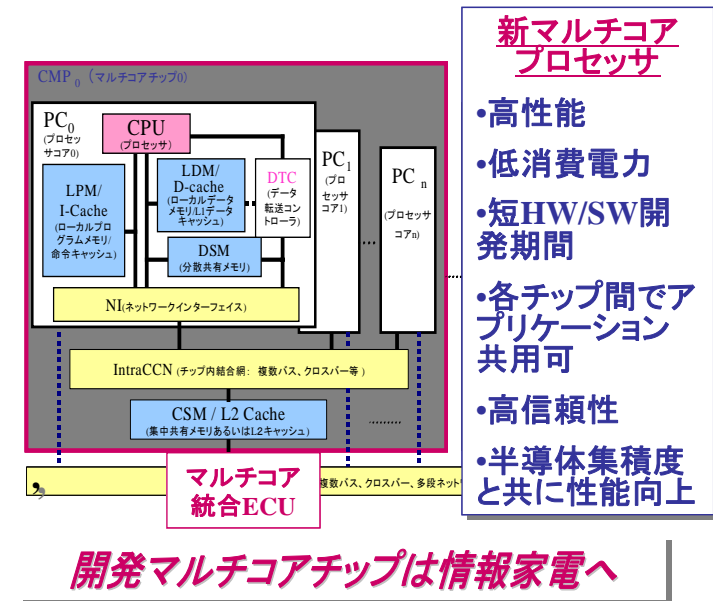 CMP0 (マルチコアチップ0)
PC0
(プロセッ
サコア0)
CPU
(プロセッサ)
LPM/
I-Cache
(ローカルプロ
グラムメモリ/
命令キャッシュ)
LDM/
D-cache
(ローカルデータ
メモリ/L1データ
キャッシュ)
DTC
(データ
転送コン
トローラ)
DSM
(分散共有メモリ)
NI(ネットワークインターフェイス)
PC1
(プロ
セッサ
コア1)
...
PC n
(プロセッサ
コアn)
......
IntraCCN (チップ内結合網: 複数バス、クロスバー等 )
CSM / L2 Cache
(集中共有メモリあるいはL2キャッシュ)
.........
マルチコア
統合ECU
複数バス、クロスバー、多段ネット
新マルチコア
プロセッサ
•高性能
•低消費電力
•短HW/SW開
発期間
•各チップ間でア
プリケーション
共用可
•高信頼性
•半導体集積度
と共に性能向上
開発マルチコアチップは情報家電へ